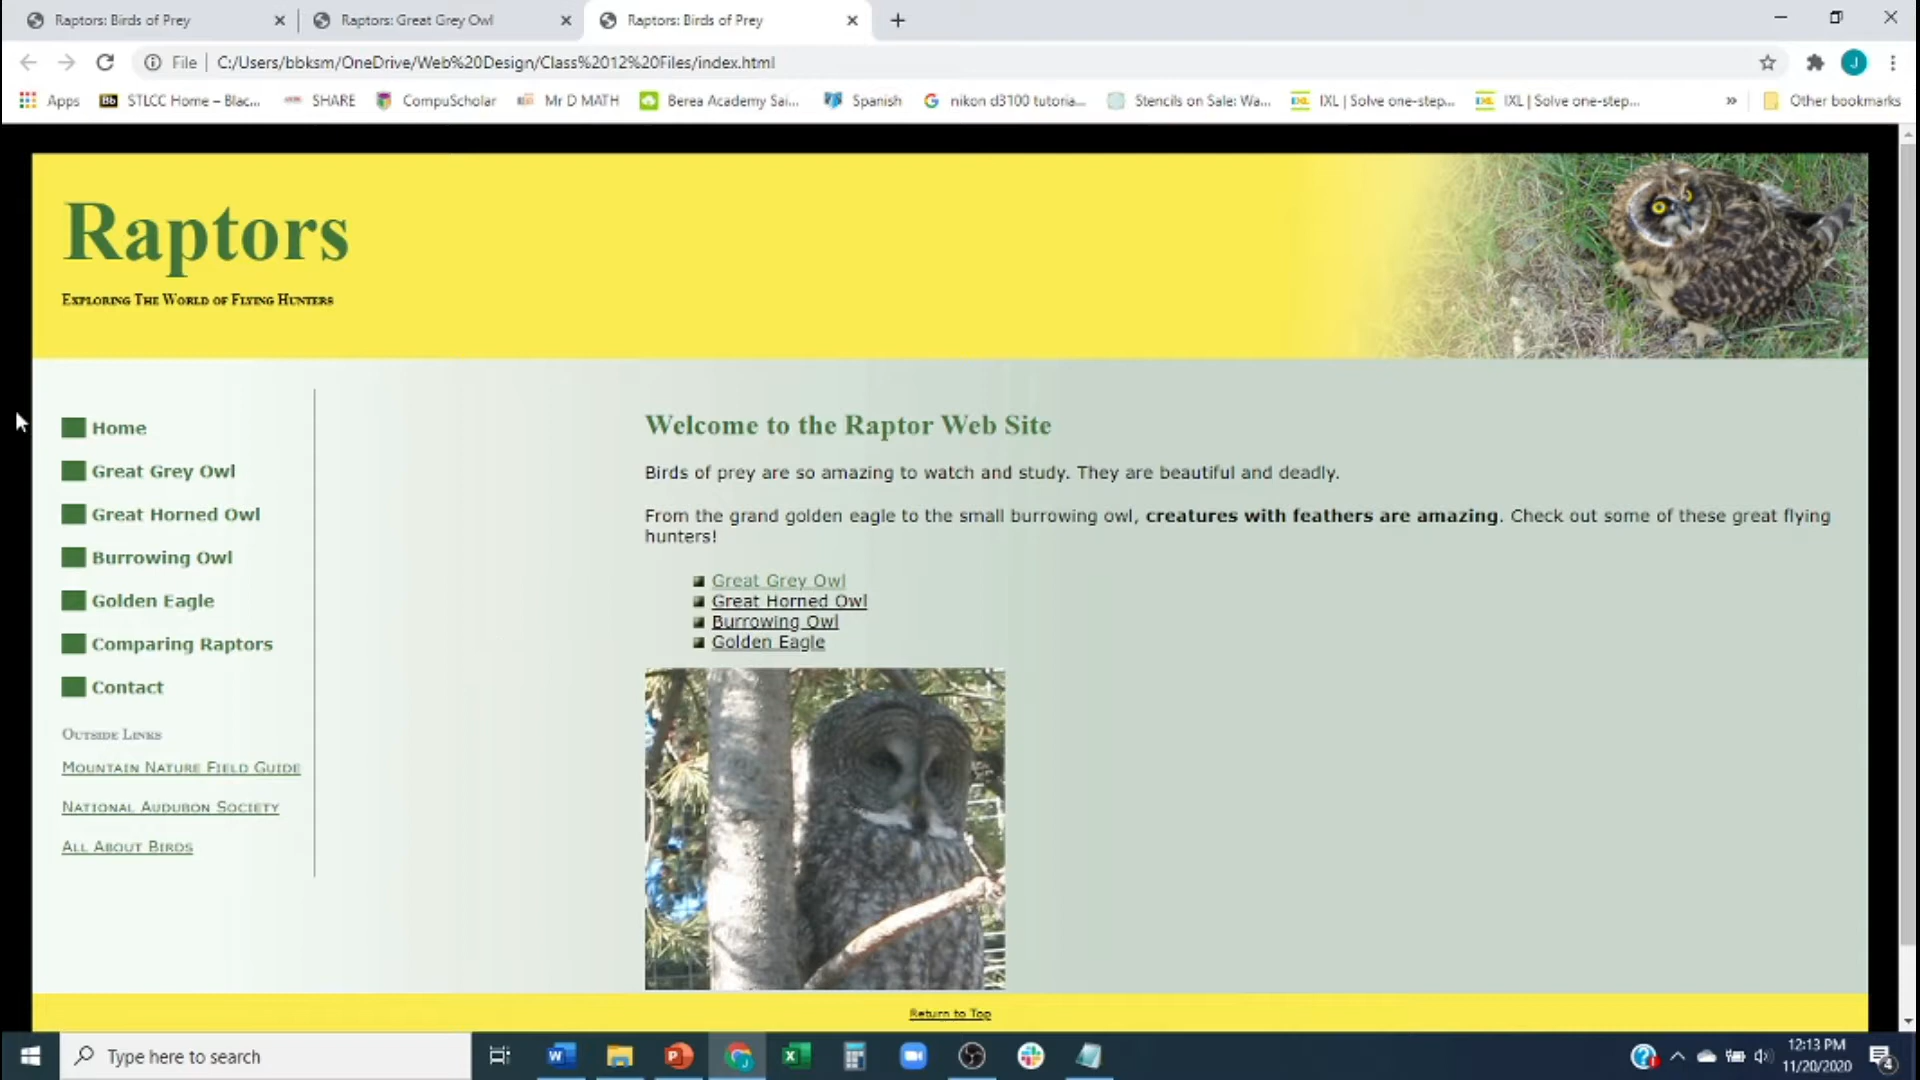 Raptors: Birds of Prey
Raptors: Great Grey Owl
Raptors: Birds of Prey
File
C:/Users/bbksm/OneDrive/Web%20Design/Class%2012%20Files/index.html
J
Apps
Bb STLCC Home – Blac...
SHARE
CompuScholar
Mr D MATH
Berea Academy Sai...
Spanish
nikon d3100 tutoria...
Stencils on Sale: Wa...
IXL | Solve one-step...
IXL | Solve one-step...
»
Other bookmarks
Raptors
Exploring The World of Flying Hunters
Home
Great Grey Owl
Great Horned Owl
Burrowing Owl
Golden Eagle
Comparing Raptors
Contact
Outside Links
Mountain Nature Field Guide
National Audubon Society
All About Birds
Welcome to the Raptor Web Site
Birds of prey are so amazing to watch and study. They are beautiful and deadly.
From the grand golden eagle to the small burrowing owl, creatures with feathers are amazing. Check out some of these great flying
hunters!
Great Grey Owl
Great Horned Owl
Burrowing Owl
Golden Eagle
Return to Top
Type here to search
12:13 PM
11/20/2020
4